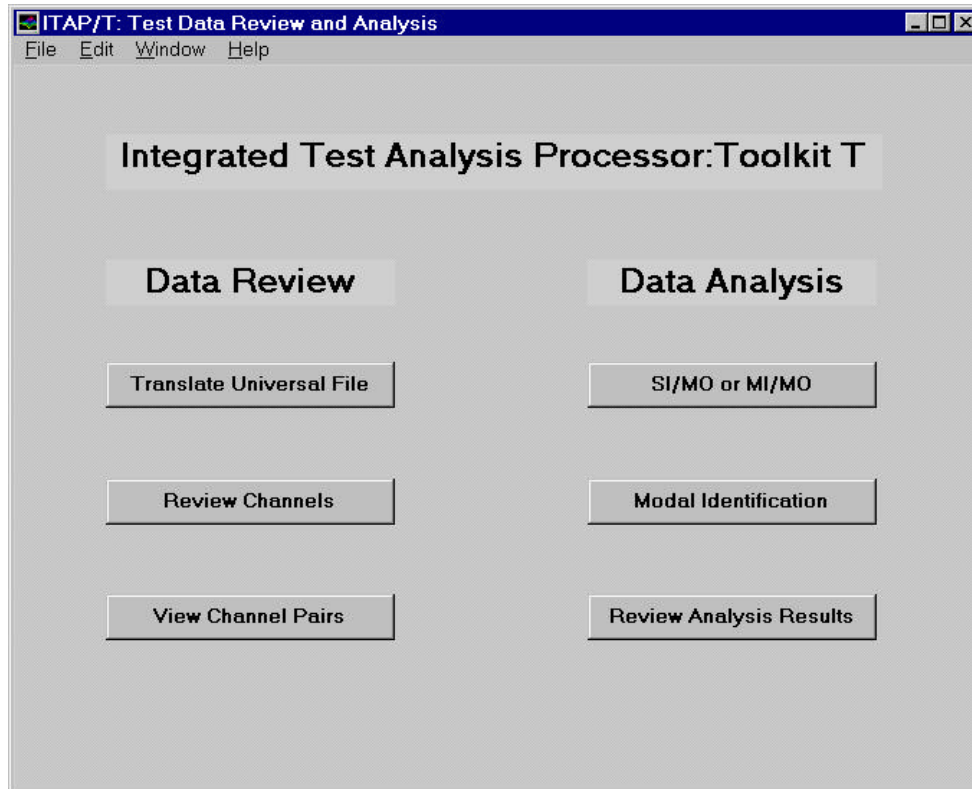 ITAP/T: Test Data Review and Analysis
File Edit Window Help
Integrated Test Analysis Processor:Toolkit T
Data Review
Data Analysis
Translate Universal File
SI/MO or MI/MO
Review Channels
Modal Identification
View Channel Pairs
Review Analysis Results